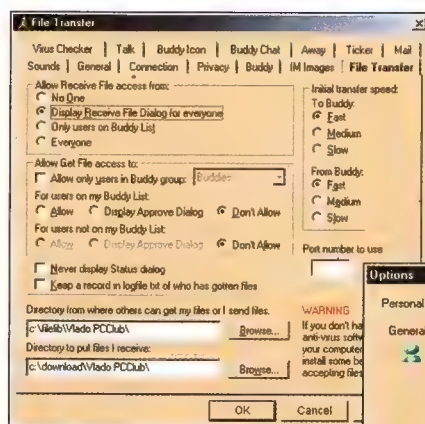 File Transfer
Virus Checker Talk Buddy Icon Buddy Chat Away Ticker Mail
Sounds General Connection Privacy Buddy IM Images File Transfer
Allow Receive File access from:
No One
Display Receive File Dialog for everyone
Only users on Buddy List
Everyone
Initial transfer speed:
To Buddy:
Fast
Medium
Slow
From Buddy:
Fast
Medium
Slow
Allow Get File access to:
Allow only users in Buddy group: Buddies
For users on my Buddy List:
Allow Display Approve Dialog Don't Allow
For users not on my Buddy List:
Allow Display Approve Dialog Don't Allow
Port number to use
Never display Status dialog
Keep a record in logfile txt of who has gotten files
Directory from where others can get my files or I send files.
c:\filelib\Vlado PCClub\ Browse...
Directory to put files I receive:
c:\download\Vlado PCClub\ Browse...
WARNING
If you don't ha
anti-virus softw
your computer
install some be
accepting files
OK Cancel
Options
Personal
Genera